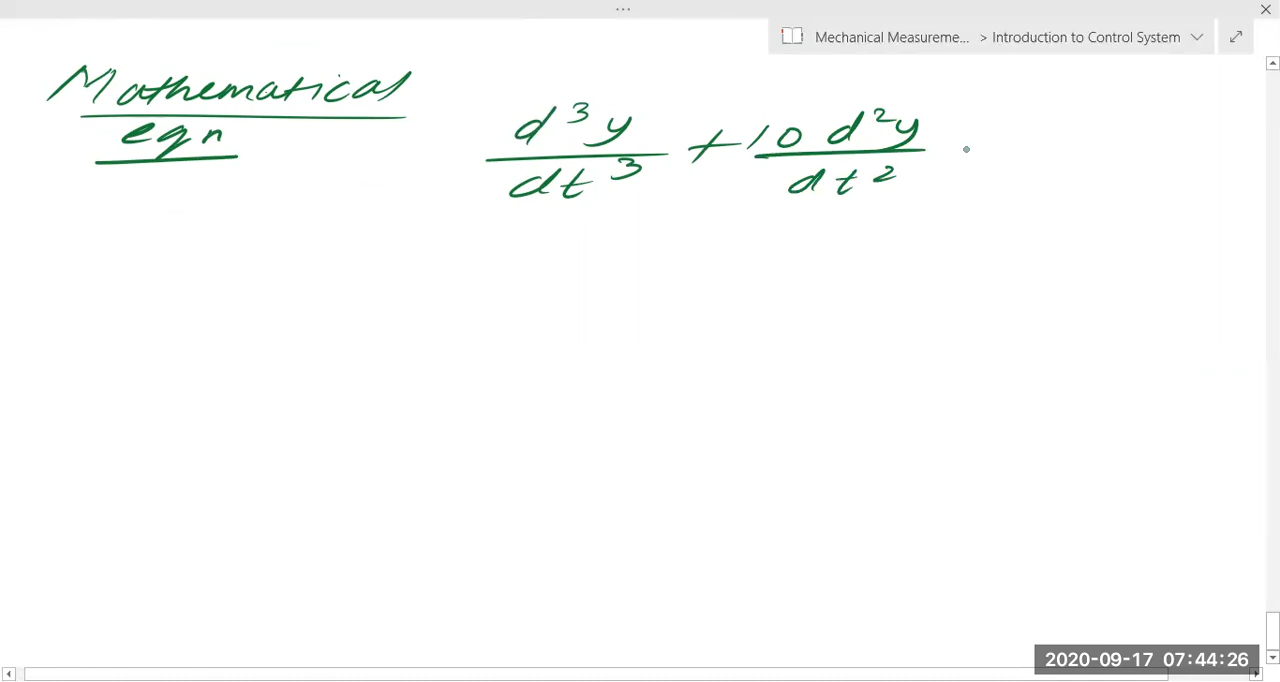 Mechanical Measureme... > Introduction to Control System
Mathematical
eqn
d³y/dt³ + 10 d²y/dt²
2020-09-17 07:44:26